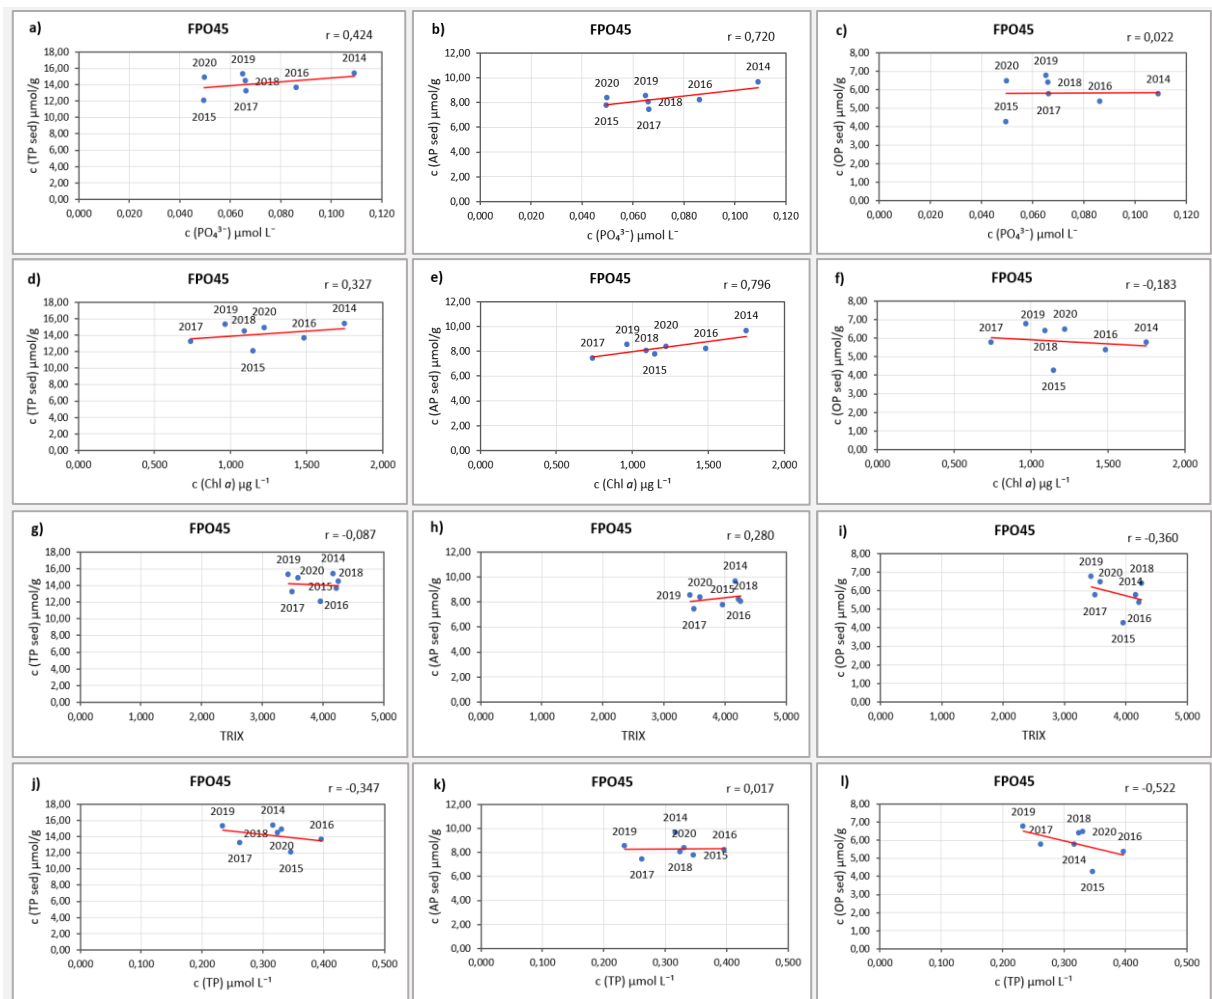 a) FPO45 r = 0,424
c (TP sed) µmol/g
18,00
16,00
14,00
12,00
10,00
8,00
6,00
4,00
2,00
0,00
2020 2019 2018 2016 2014
2015 2017
0,000 0,020 0,040 0,060 0,080 0,100 0,120
c (PO₄³⁻) µmol L⁻
b) FPO45 r = 0,720
c (AP sed) µmol/g
12,00
10,00
8,00
6,00
4,00
2,00
0,00
2020 2019 2018 2016 2014
2015 2017
0,000 0,020 0,040 0,060 0,080 0,100 0,120
c (PO₄³⁻) µmol L⁻
c) FPO45 r = 0,022
c (OP sed) µmol/g
8,00
7,00
6,00
5,00
4,00
3,00
2,00
1,00
0,00
2020 2019 2018 2016 2014
2015 2017
0,000 0,020 0,040 0,060 0,080 0,100 0,120
c (PO₄³⁻) µmol L⁻
d) FPO45 r = 0,327
c (TP sed) µmol/g
18,00
16,00
14,00
12,00
10,00
8,00
6,00
4,00
2,00
0,00
2017 2019 2018 2020 2016 2014
2015
0,000 0,500 1,000 1,500 2,000
c (Chl a) µg L⁻¹
e) FPO45 r = 0,796
c (AP sed) µmol/g
12,00
10,00
8,00
6,00
4,00
2,00
0,00
2017 2019 2018 2020 2016 2014
2015
0,000 0,500 1,000 1,500 2,000
c (Chl a) µg L⁻¹
f) FPO45 r = -0,183
c (OP sed) µmol/g
8,00
7,00
6,00
5,00
4,00
3,00
2,00
1,00
0,00
2017 2019 2020 2016 2014
2018
2015
0,000 0,500 1,000 1,500 2,000
c (Chl a) µg L⁻¹
g) FPO45 r = -0,087
c (TP sed) µmol/g
18,00
16,00
14,00
12,00
10,00
8,00
6,00
4,00
2,00
0,00
2019 2014
2020 2018
2015
2017 2016
0,000 1,000 2,000 3,000 4,000 5,000
TRIX
h) FPO45 r = 0,280
c (AP sed) µmol/g
12,00
10,00
8,00
6,00
4,00
2,00
0,00
2014
2020 2015 2018
2019
2017 2016
0,000 1,000 2,000 3,000 4,000 5,000
TRIX
i) FPO45 r = -0,360
c (OP sed) µmol/g
8,00
7,00
6,00
5,00
4,00
3,00
2,00
1,00
0,00
2019 2018
2020 2014
2017 2016
2015
0,000 1,000 2,000 3,000 4,000 5,000
TRIX
j) FPO45 r = -0,347
c (TP sed) µmol/g
18,00
16,00
14,00
12,00
10,00
8,00
6,00
4,00
2,00
0,00
2019 2014
2018 2016
2017 2020
2015
0,000 0,100 0,200 0,300 0,400 0,500
c (TP) µmol L⁻¹
k) FPO45 r = 0,017
c (AP sed) µmol/g
12,00
10,00
8,00
6,00
4,00
2,00
0,00
2014
2019 2020 2016
2015
2017 2018
0,000 0,100 0,200 0,300 0,400 0,500
c (TP) µmol L⁻¹
l) FPO45 r = -0,522
c (OP sed) µmol/g
8,00
7,00
6,00
5,00
4,00
3,00
2,00
1,00
0,00
2019 2018
2017 2020 2016
2014
2015
0,000 0,100 0,200 0,300 0,400 0,500
c (TP) µmol L⁻¹